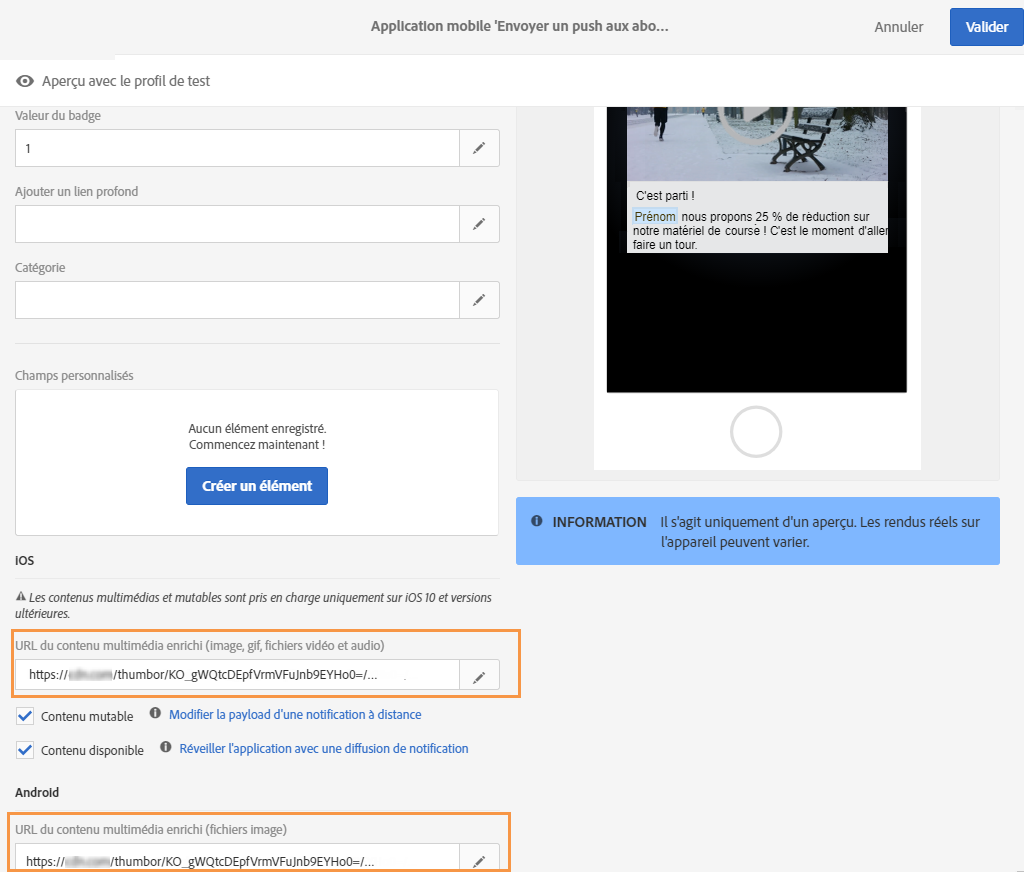 Application mobile 'Envoyer un push aux abo...
Annuler
Valider
Aperçu avec le profil de test
Valeur du badge
1
Ajouter un lien profond
Catégorie
Champs personnalisés
Aucun élément enregistré.
Commencez maintenant !
Créer un élément
iOS
Les contenus multimédias et mutables sont pris en charge uniquement sur iOS 10 et versions
ultérieures.
URL du contenu multimédia enrichi (image, gif, fichiers vidéo et audio)
https:// /thumbor/KO_gWQtcDEpfVrmVFuJnb9EYHo0=/...
Contenu mutable
Modifier la payload d'une notification à distance
Contenu disponible
Réveiller l'application avec une diffusion de notification
Android
URL du contenu multimédia enrichi (fichiers image)
https:// /thumbor/KO_gWQtcDEpfVrmVFuJnb9EYHo0=/...
C'est parti !
Prénom nous propons 25 % de réduction sur
notre matériel de course ! C'est le moment d'aller
faire un tour.
INFORMATION Il s'agit uniquement d'un aperçu. Les rendus réels sur
l'appareil peuvent varier.